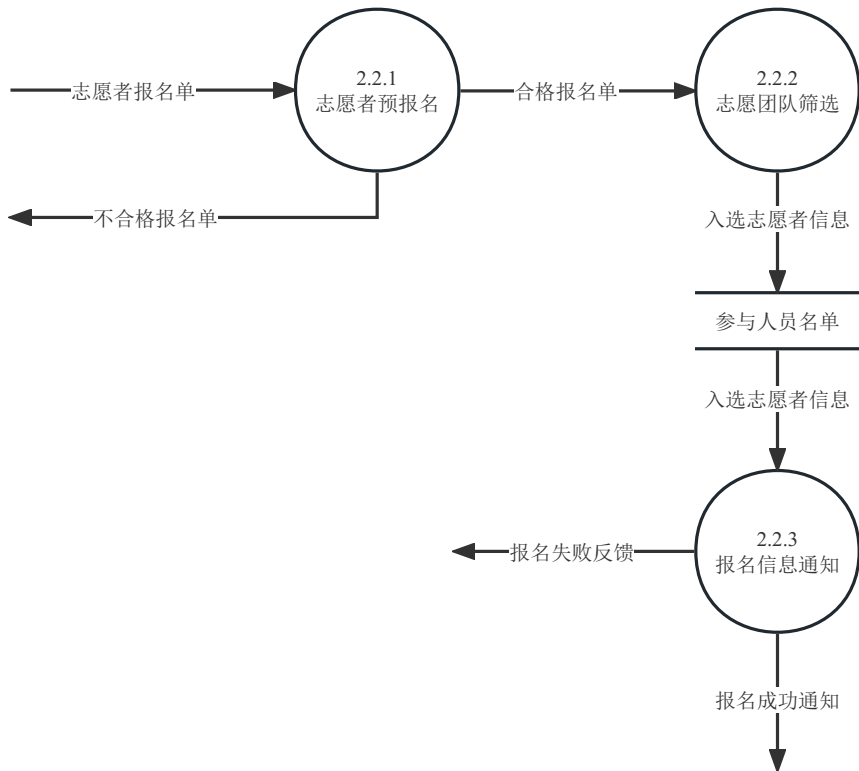 志愿者报名单
2.2.1
志愿者预报名
合格报名单
2.2.2
志愿团队筛选
不合格报名单
入选志愿者信息
参与人员名单
入选志愿者信息
2.2.3
报名信息通知
报名失败反馈
报名成功通知